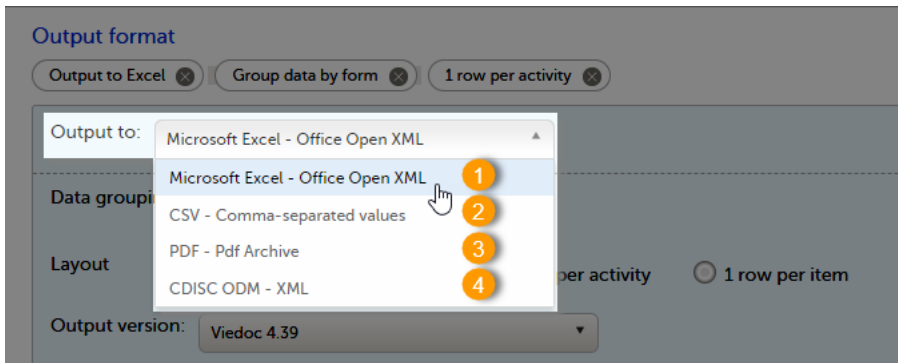 Output format
Output to Excel Group data by form 1 row per activity
Output to: Microsoft Excel - Office Open XML
Microsoft Excel - Office Open XML 1
Data groupi
CSV - Comma-separated values 2
PDF - Pdf Archive 3
Layout per activity 1 row per item
CDISC ODM - XML 4
Output version: Viedoc 4.39